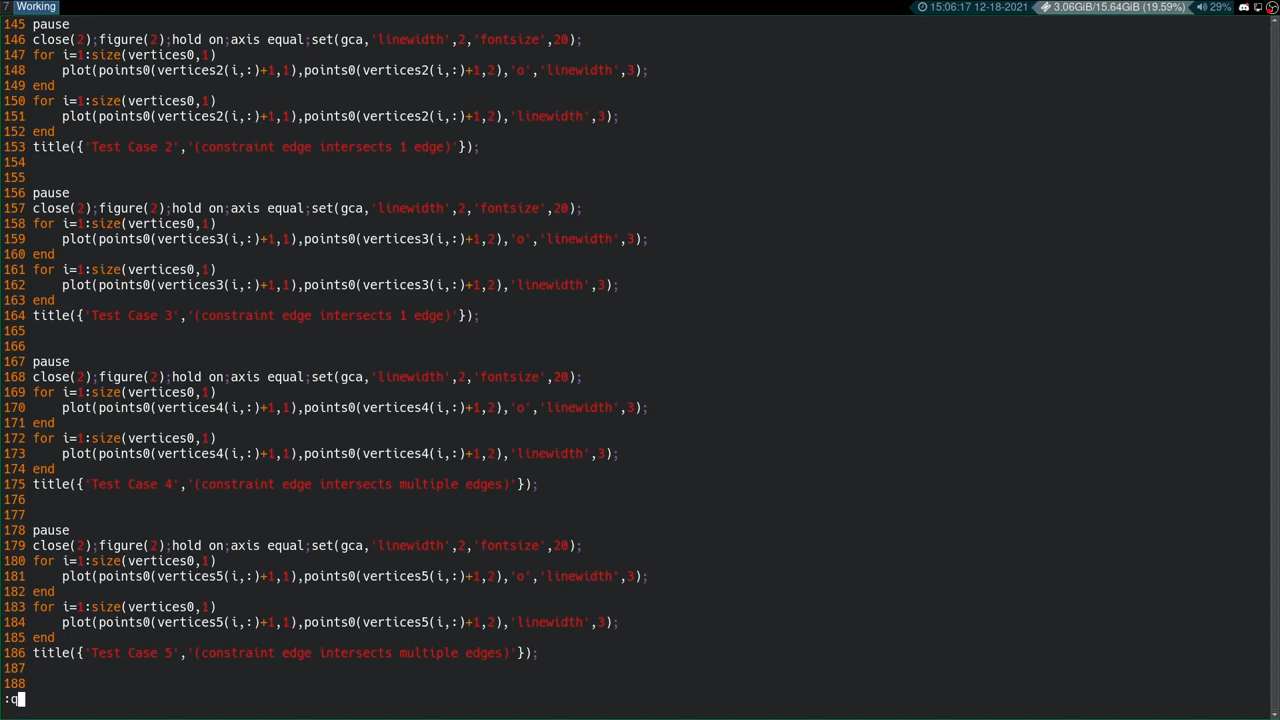 7 Working 15:06:17 12-18-2021 3.06GiB/15.64GiB (19.59%) 29%
145 pause
146 close(2);figure(2);hold on;axis equal;set(gca,'linewidth',2,'fontsize',20);
147 for i=1:size(vertices0,1)
148     plot(points0(vertices2(i,:)+1,1),points0(vertices2(i,:)+1,2),'o','linewidth',3);
149 end
150 for i=1:size(vertices0,1)
151     plot(points0(vertices2(i,:)+1,1),points0(vertices2(i,:)+1,2),'linewidth',3);
152 end
153 title({'Test Case 2','(constraint edge intersects 1 edge)'});
154
155
156 pause
157 close(2);figure(2);hold on;axis equal;set(gca,'linewidth',2,'fontsize',20);
158 for i=1:size(vertices0,1)
159     plot(points0(vertices3(i,:)+1,1),points0(vertices3(i,:)+1,2),'o','linewidth',3);
160 end
161 for i=1:size(vertices0,1)
162     plot(points0(vertices3(i,:)+1,1),points0(vertices3(i,:)+1,2),'linewidth',3);
163 end
164 title({'Test Case 3','(constraint edge intersects 1 edge)'});
165
166
167 pause
168 close(2);figure(2);hold on;axis equal;set(gca,'linewidth',2,'fontsize',20);
169 for i=1:size(vertices0,1)
170     plot(points0(vertices4(i,:)+1,1),points0(vertices4(i,:)+1,2),'o','linewidth',3);
171 end
172 for i=1:size(vertices0,1)
173     plot(points0(vertices4(i,:)+1,1),points0(vertices4(i,:)+1,2),'linewidth',3);
174 end
175 title({'Test Case 4','(constraint edge intersects multiple edges)'});
176
177
178 pause
179 close(2);figure(2);hold on;axis equal;set(gca,'linewidth',2,'fontsize',20);
180 for i=1:size(vertices0,1)
181     plot(points0(vertices5(i,:)+1,1),points0(vertices5(i,:)+1,2),'o','linewidth',3);
182 end
183 for i=1:size(vertices0,1)
184     plot(points0(vertices5(i,:)+1,1),points0(vertices5(i,:)+1,2),'linewidth',3);
185 end
186 title({'Test Case 5','(constraint edge intersects multiple edges)'});
187
188
:q